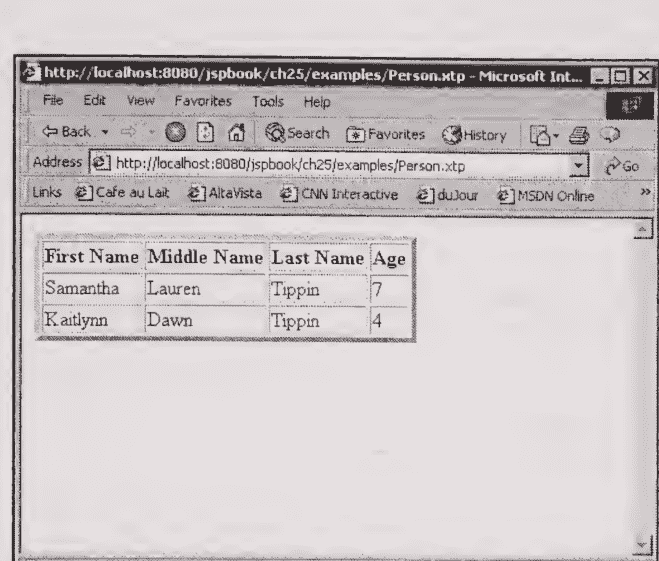 http://localhost:8080/jspbook/ch25/examples/Person.xtp - Microsoft Int...
File Edit View Favorites Tools Help
Back Search Favorites History
Address http://localhost:8080/jspbook/ch25/examples/Person.xtp Go
Links Cafe au Lait AltaVista CNN Interactive duJour MSDN Online »
First Name Middle Name Last Name Age
Samantha Lauren Tippin 7
Kaitlynn Dawn Tippin 4